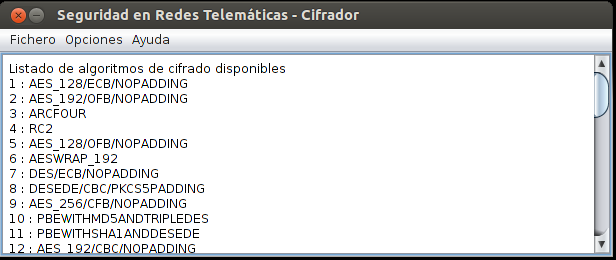 Seguridad en Redes Telemáticas - Cifrador
Fichero Opciones Ayuda
Listado de algoritmos de cifrado disponibles
1 : AES_128/ECB/NOPADDING
2 : AES_192/OFB/NOPADDING
3 : ARCFOUR
4 : RC2
5 : AES_128/OFB/NOPADDING
6 : AESWRAP_192
7 : DES/ECB/NOPADDING
8 : DESEDE/CBC/PKCS5PADDING
9 : AES_256/CFB/NOPADDING
10 : PBEWITHMD5ANDTRIPLEDES
11 : PBEWITHSHA1ANDDESEDE
12 : AES_192/CBC/NOPADDING